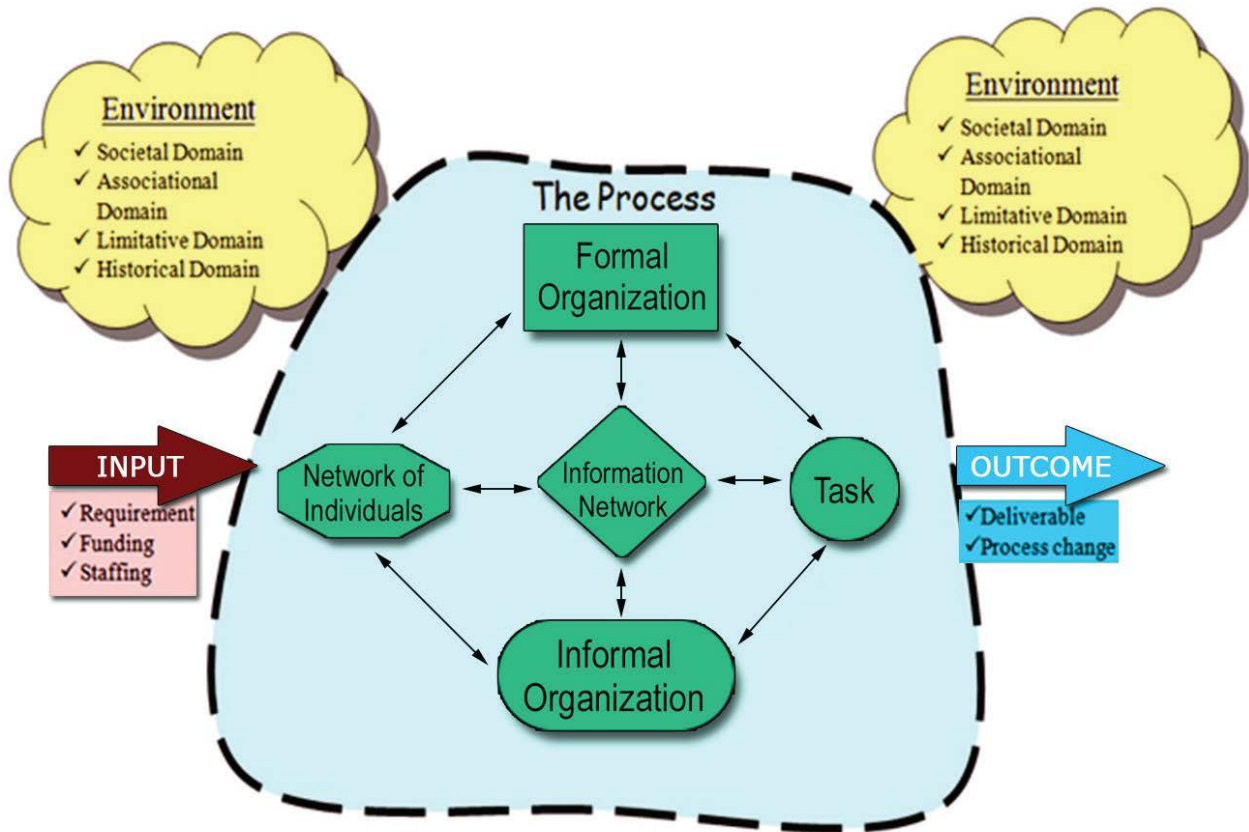 Environment
✓ Societal Domain
✓ Associational
Domain
✓ Limitative Domain
✓ Historical Domain
Environment
✓ Societal Domain
✓ Associational
Domain
✓ Limitative Domain
✓ Historical Domain
The Process
Formal
Organization
INPUT
✓ Requirement
✓ Funding
✓ Staffing
Network of
Individuals
Information
Network
Task
OUTCOME
✓Deliverable
✓Process change
Informal
Organization